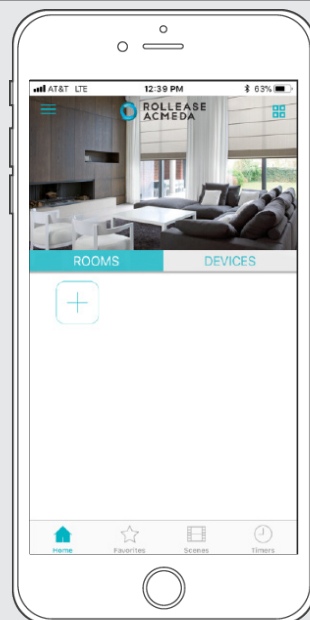 AT&T LTE 12:39 PM 63%
ROLLEASE
ACMEDA
ROOMS DEVICES
Home Favorites Scenes Timers